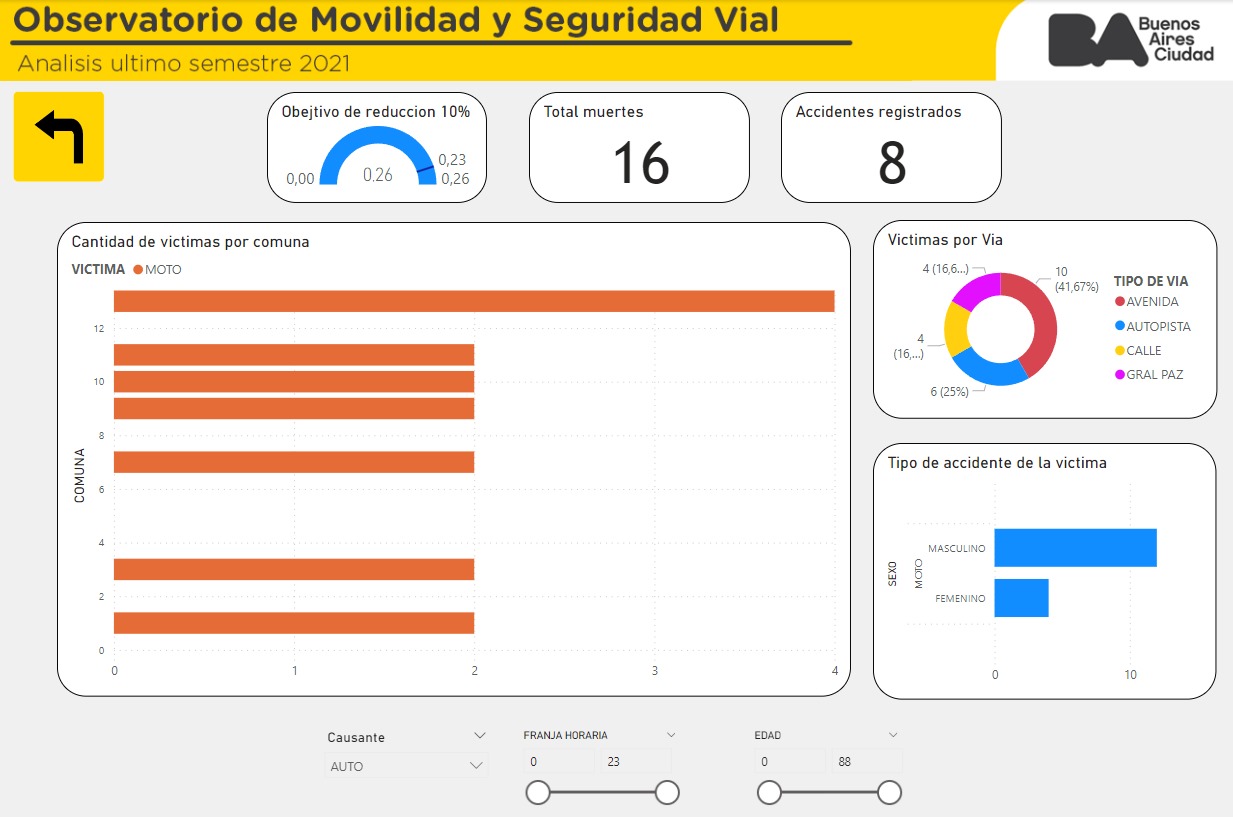 Observatorio de Movilidad y Seguridad Vial
Analisis ultimo semestre 2021
BA Buenos
Aires
Ciudad
Obejtivo de reduccion 10%
0,23
0,00
0.26
0,26
Total muertes
16
Accidentes registrados
8
Cantidad de victimas por comuna
VICTIMA MOTO
12
10
8
6
4
2
0
COMUNA
0 1 2 3 4
Victimas por Via
4 (16,6...)
10
(41,67%)
4
(16,...)
6 (25%)
TIPO DE VIA
AVENIDA
AUTOPISTA
CALLE
GRAL PAZ
Tipo de accidente de la victima
SEXO
MOTO
MASCULINO
FEMENINO
0 10
Causante
AUTO
FRANJA HORARIA
0 23
EDAD
0 88